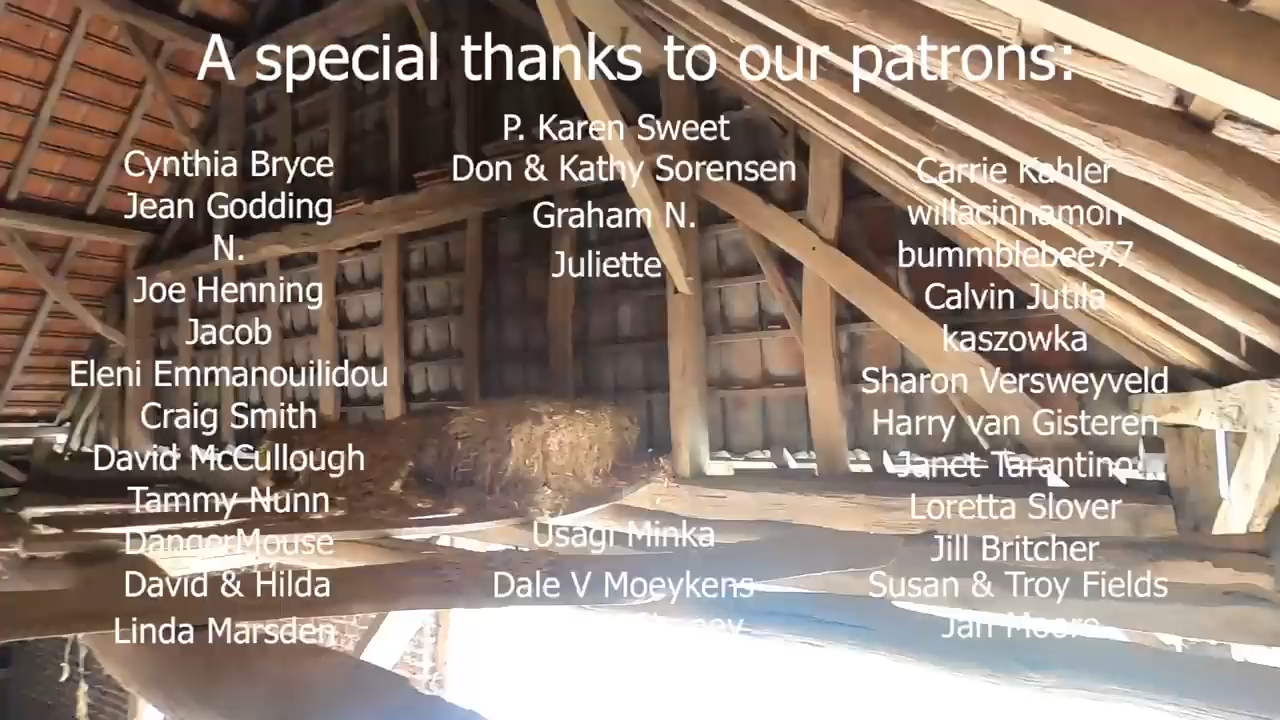 A special thanks to our patrons:
Cynthia Bryce
Jean Godding
N.
Joe Henning
Jacob
Eleni Emmanouilidou
Craig Smith
David McCullough
Tammy Nunn
DangerMouse
David & Hilda
Linda Marsden
P. Karen Sweet
Don & Kathy Sorensen
Graham N.
Juliette
Usagi Minka
Dale V Moeykens
Carrie Kahler
willacinnamon
bummblebee77
Calvin Jutila
kaszowka
Sharon Versweyveld
Harry van Gisteren
Janet Tarantino
Loretta Slover
Jill Britcher
Susan & Troy Fields
Jan Moore